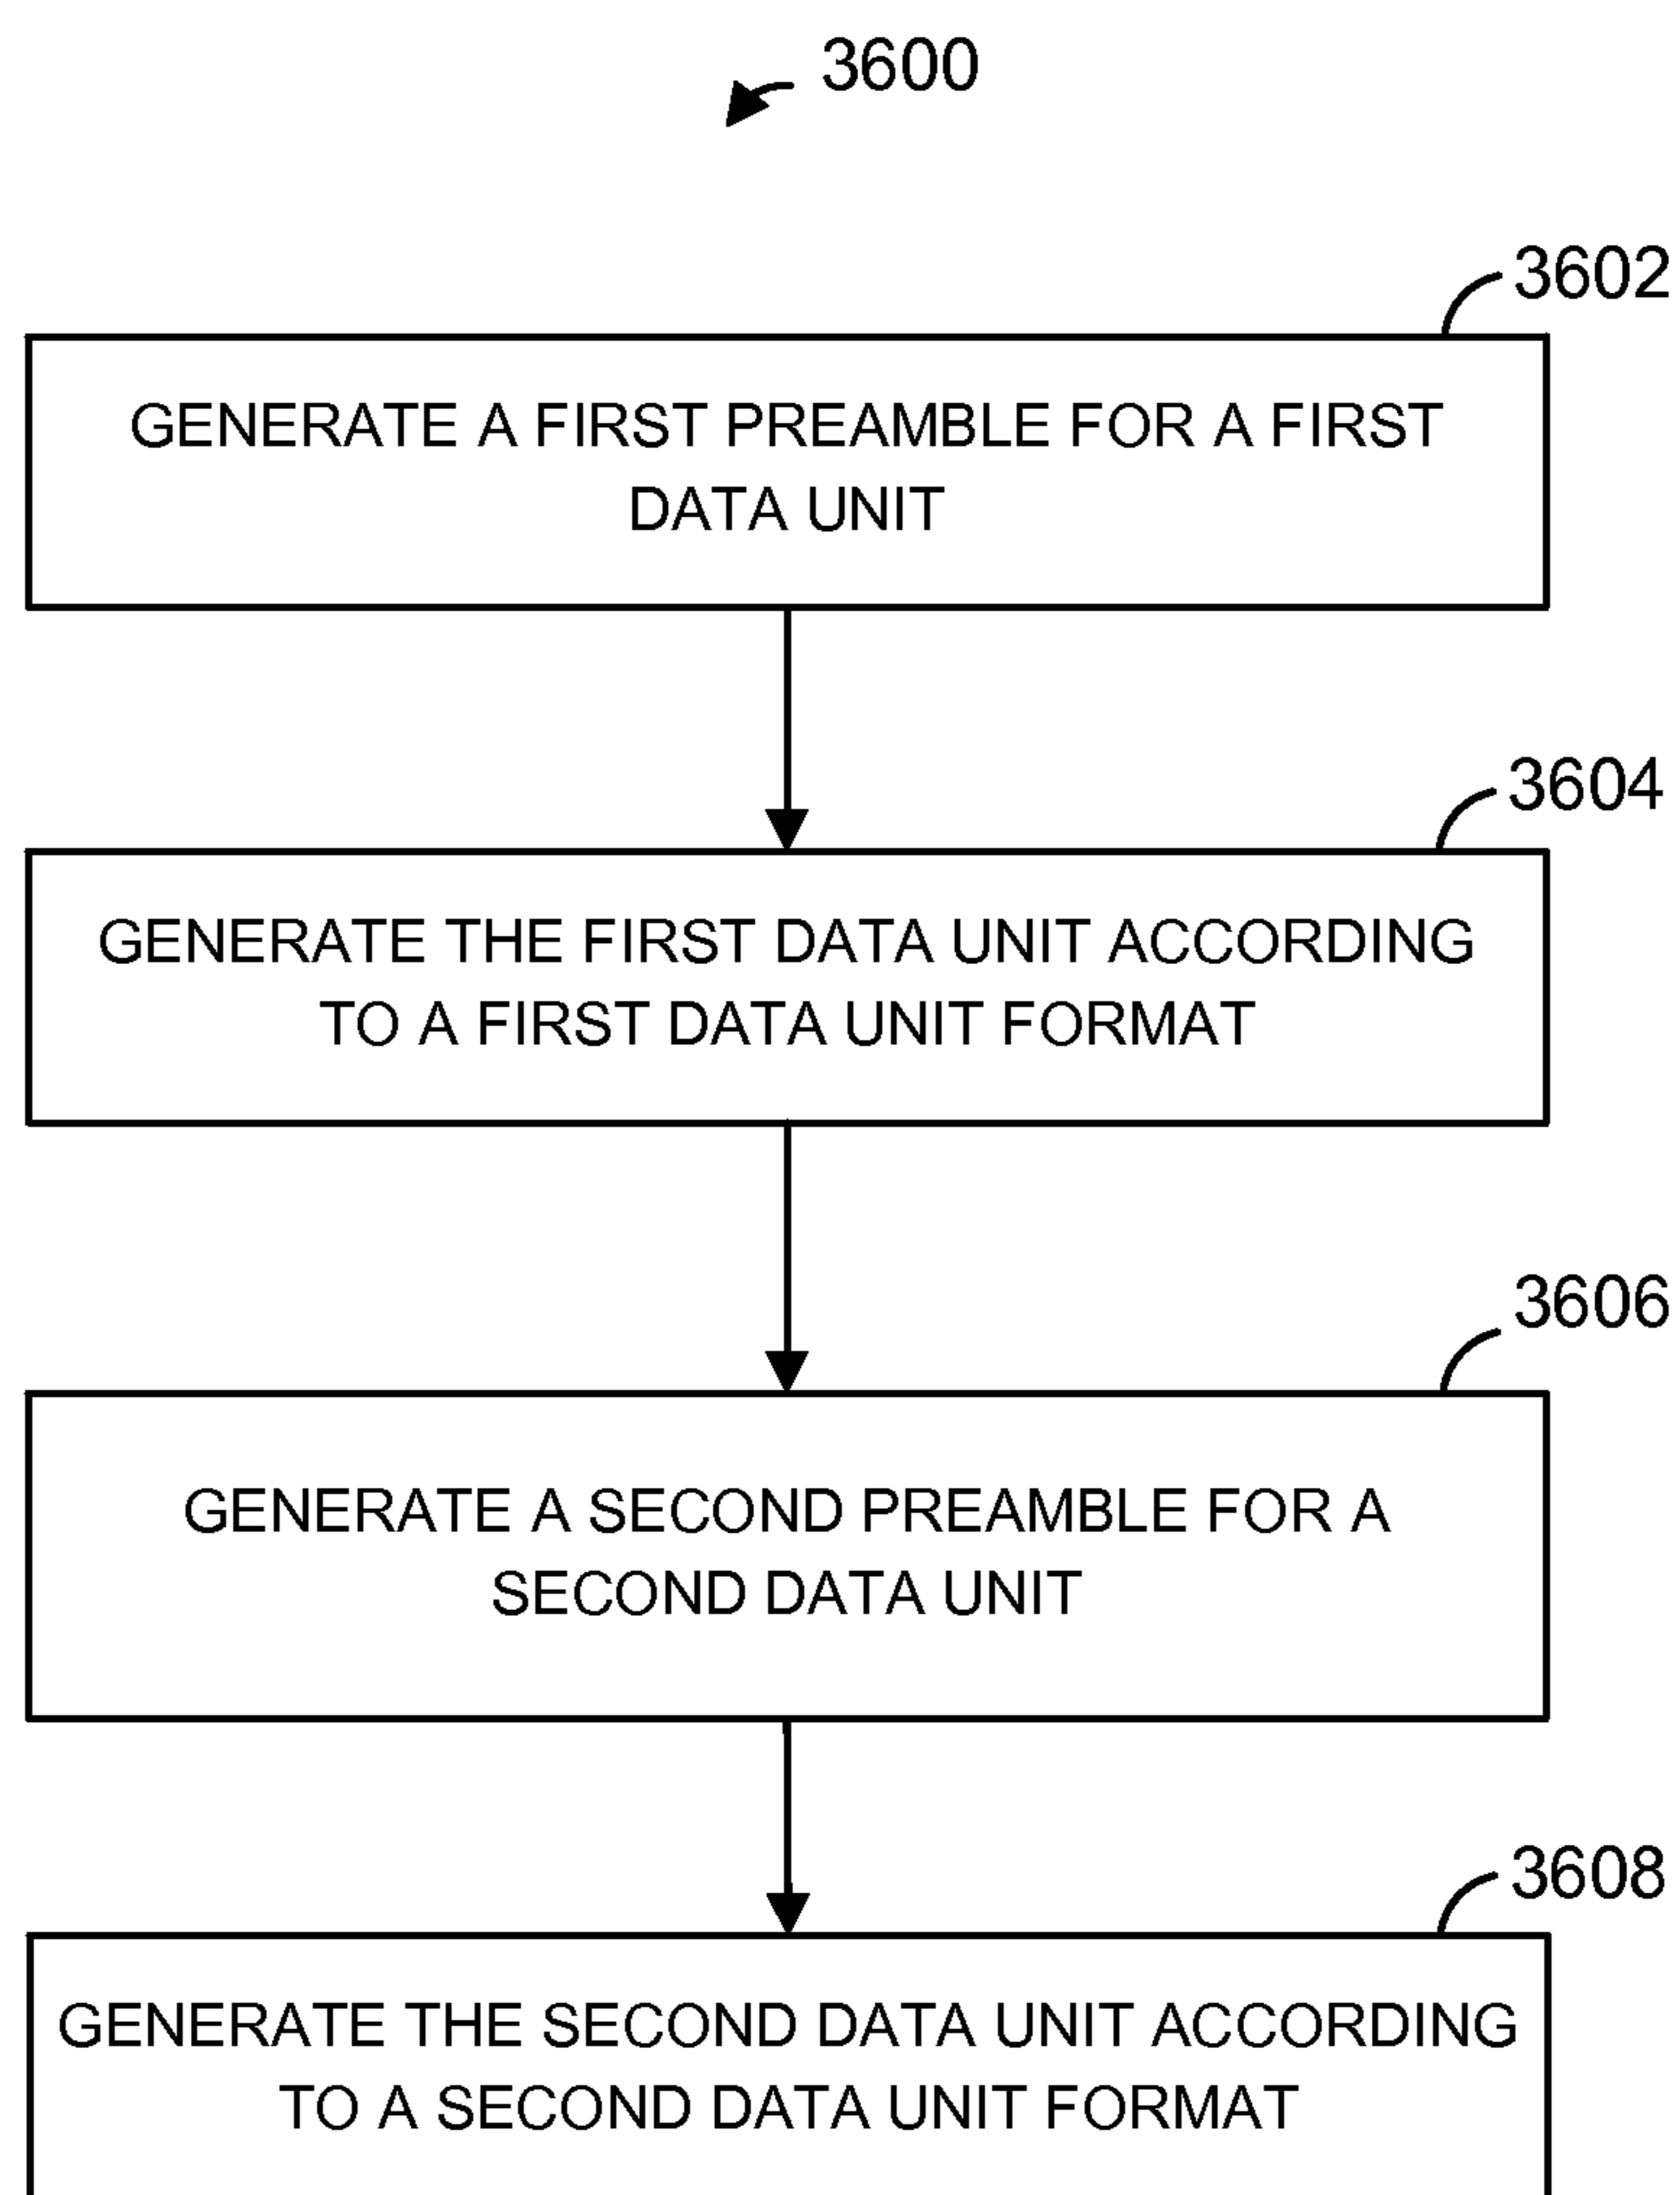 3600
3602
GENERATE A FIRST PREAMBLE FOR A FIRST
DATA UNIT
3604
GENERATE THE FIRST DATA UNIT ACCORDING
TO A FIRST DATA UNIT FORMAT
3606
GENERATE A SECOND PREAMBLE FOR A
SECOND DATA UNIT
3608
GENERATE THE SECOND DATA UNIT ACCORDING
TO A SECOND DATA UNIT FORMAT